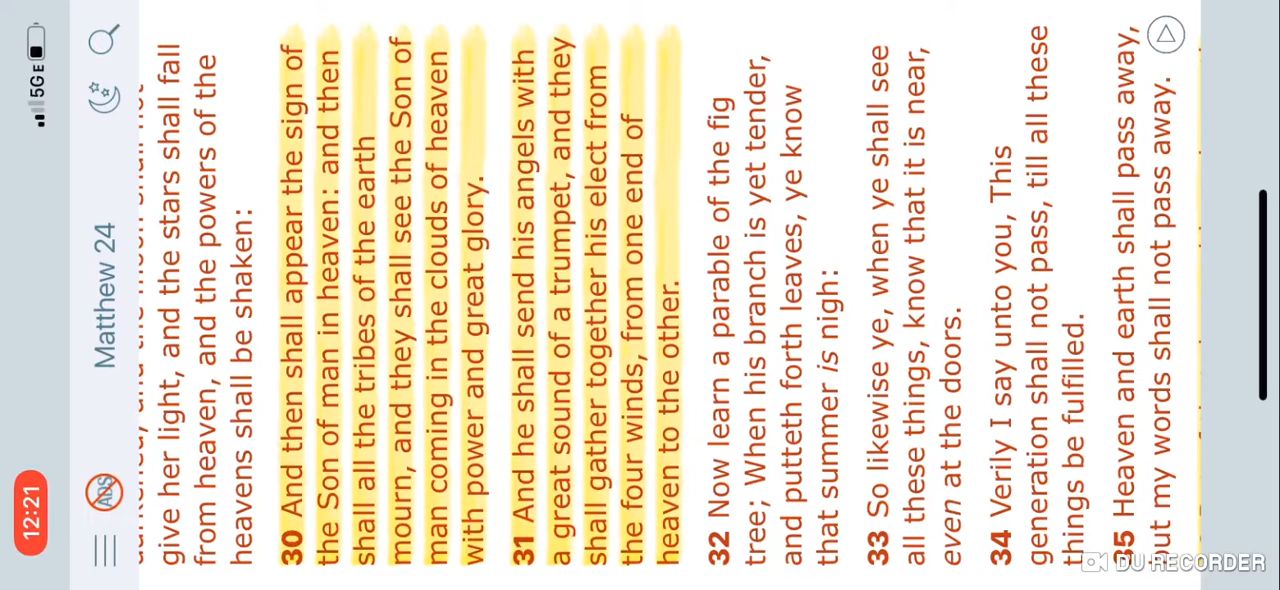 12:21
5GE
ADS
Matthew 24
give her light, and the stars shall fall
from heaven, and the powers of the
heavens shall be shaken:
30 And then shall appear the sign of
the Son of man in heaven: and then
shall all the tribes of the earth
mourn, and they shall see the Son of
man coming in the clouds of heaven
with power and great glory.
31 And he shall send his angels with
a great sound of a trumpet, and they
shall gather together his elect from
the four winds, from one end of
heaven to the other.
32 Now learn a parable of the fig
tree; When his branch is yet tender,
and putteth forth leaves, ye know
that summer is nigh:
33 So likewise ye, when ye shall see
all these things, know that it is near,
even at the doors.
34 Verily I say unto you, This
generation shall not pass, till all these
things be fulfilled.
35 Heaven and earth shall pass away,
but my words shall not pass away.
DU RECORDER